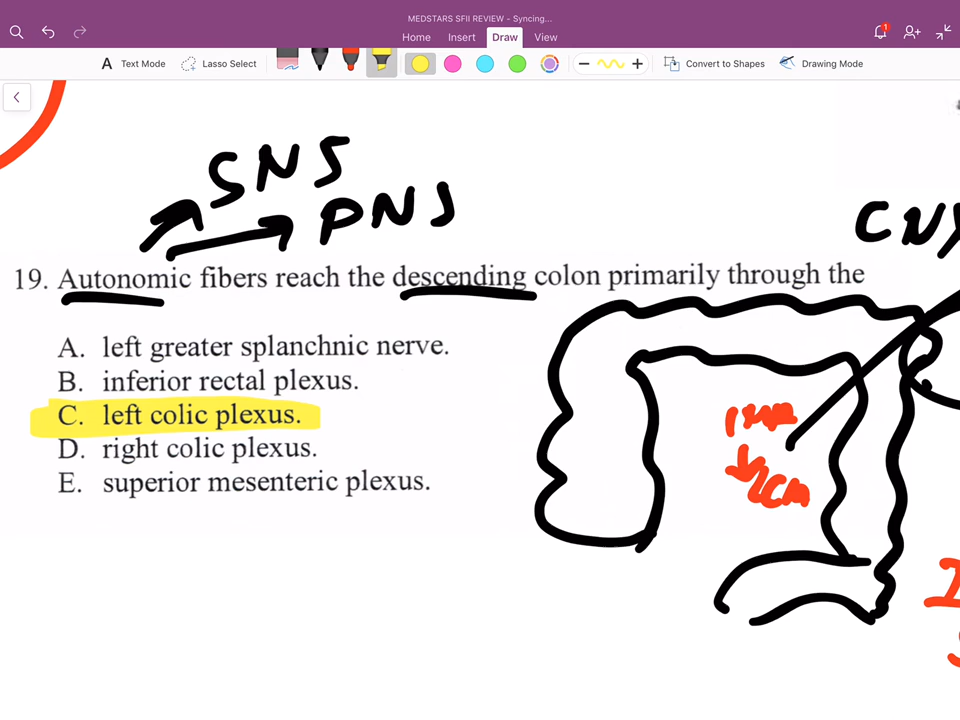 MEDSTARS SFII REVIEW - Syncing...
Home Insert Draw View
1
A Text Mode Lasso Select Convert to Shapes Drawing Mode
SNS
PNS
19. Autonomic fibers reach the descending colon primarily through the
A. left greater splanchnic nerve.
B. inferior rectal plexus.
C. left colic plexus.
D. right colic plexus.
E. superior mesenteric plexus.